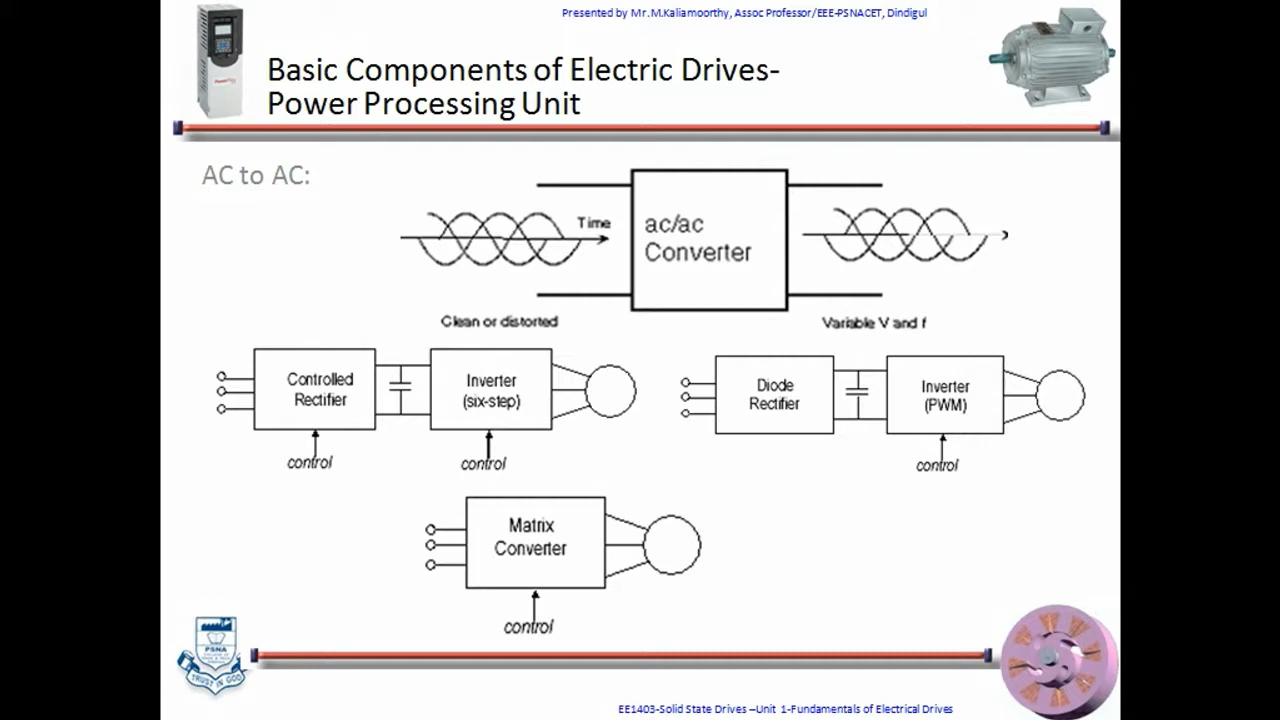 Presented by Mr.M.Kaliamoorthy, Assoc Professor/EEE-PSNACET, Dindigul
Basic Components of Electric Drives-
Power Processing Unit
AC to AC:
Time
ac/ac
Converter
Clean or distorted
Variable V and f
Controlled
Rectifier
Inverter
(six-step)
control
control
Diode
Rectifier
Inverter
(PWM)
control
Matrix
Converter
control
PSNA
TRUST IN GOD
EE1403-Solid State Drives –Unit 1-Fundamentals of Electrical Drives